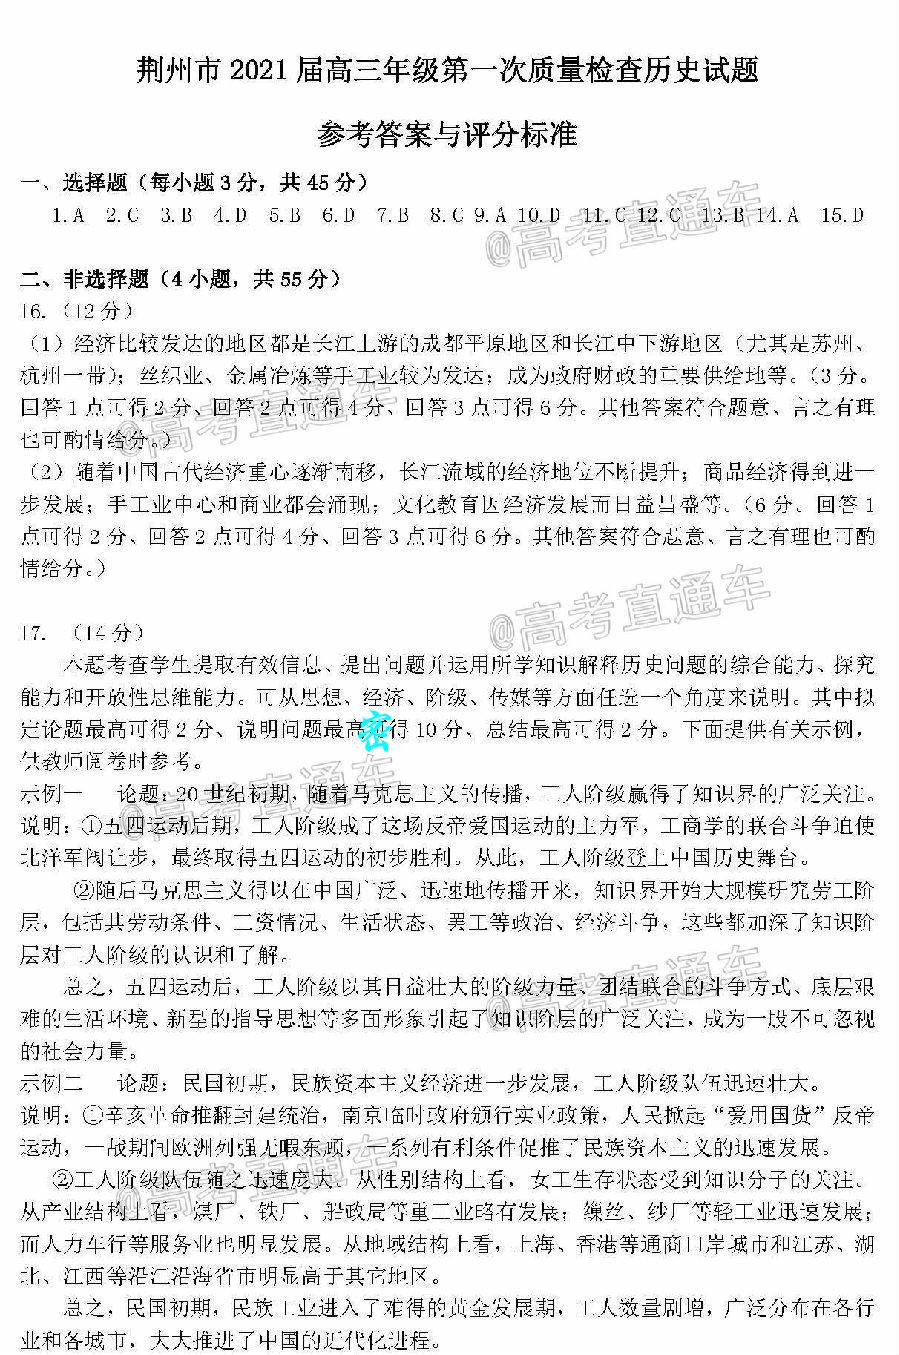 荆州市 2021 届高三年级第一次质量检查历史试题
参考答案与评分标准
一、选择题（每小题 3 分，共 45 分）
1.A 2.C 3.B 4.D 5.B 6.D 7.B 8.C 9.A 10.D 11.C 12.C 13.B 14.A 15.D
@高考直通车
二、非选择题（4 小题，共 55 分）
16.（12 分）
（1）经济比较发达的地区都是长江上游的成都平原地区和长江中下游地区（尤其是苏州、
杭州一带）；丝织业、金属冶炼等手工业较为发达；成为政府财政的重要供给地等。（3 分。
回答 1 点可得 2 分、回答 2 点可得 4 分、回答 3 点可得 6 分。其他答案符合题意、言之有理
也可酌情给分。）
@高考直通车
（2）随着中国古代经济重心逐渐南移，长江流域的经济地位不断提升；商品经济得到进一
步发展；手工业中心和商业都会涌现；文化教育因经济发展而日益昌盛等。（6 分。回答 1
点可得 2 分、回答 2 点可得 4 分、回答 3 点可得 6 分。其他答案符合题意、言之有理也可酌
情给分。）
@高考直通车
17. （14 分）
本题考查学生提取有效信息、提出问题并运用所学知识解释历史问题的综合能力、探究
能力和开放性思维能力。可从思想、经济、阶级、传媒等方面任选一个角度来说明。其中拟
定论题最高可得 2 分、说明问题最高可得 10 分、总结最高可得 2 分。下面提供有关示例，
密
供教师阅卷时参考。
@高考直通车
示例一 论题：20 世纪初期，随着马克思主义的传播，工人阶级赢得了知识界的广泛关注。
说明：①五四运动后期，工人阶级成了这场反帝爱国运动的主力军，工商学的联合斗争迫使
北洋军阀让步，最终取得五四运动的初步胜利。从此，工人阶级登上中国历史舞台。
②随后马克思主义得以在中国广泛、迅速地传播开来，知识界开始大规模研究劳工阶
层，包括其劳动条件、工资情况、生活状态、罢工等政治、经济斗争，这些都加深了知识阶
层对工人阶级的认识和了解。
总之，五四运动后，工人阶级以其日益壮大的阶级力量、团结联合的斗争方式、底层艰
难的生活环境、新型的指导思想等多面形象引起了知识阶层的广泛关注，成为一股不可忽视
的社会力量。
@高考直通车
示例二 论题：民国初期，民族资本主义经济进一步发展，工人阶级队伍迅速壮大。
说明：①辛亥革命推翻封建统治，南京临时政府颁行实业政策，人民掀起“爱用国货”反帝
运动，一战期间欧洲列强无暇东顾，一系列有利条件促推了民族资本主义的迅速发展。
②工人阶级队伍随之迅速庞大。从性别结构上看，女工生存状态受到知识分子的关注。
从产业结构上看，煤厂、铁厂、船政局等重工业略有发展；缫丝、纱厂等轻工业迅速发展；
而人力车行等服务业也明显发展。从地域结构上看，上海、香港等通商口岸城市和江苏、湖
北、江西等沿江沿海省市明显高于其它地区。
@高考直通车
总之，民国初期，民族工业进入了难得的黄金发展期，工人数量剧增，广泛分布在各行
业和各城市，大大推进了中国的近代化进程。